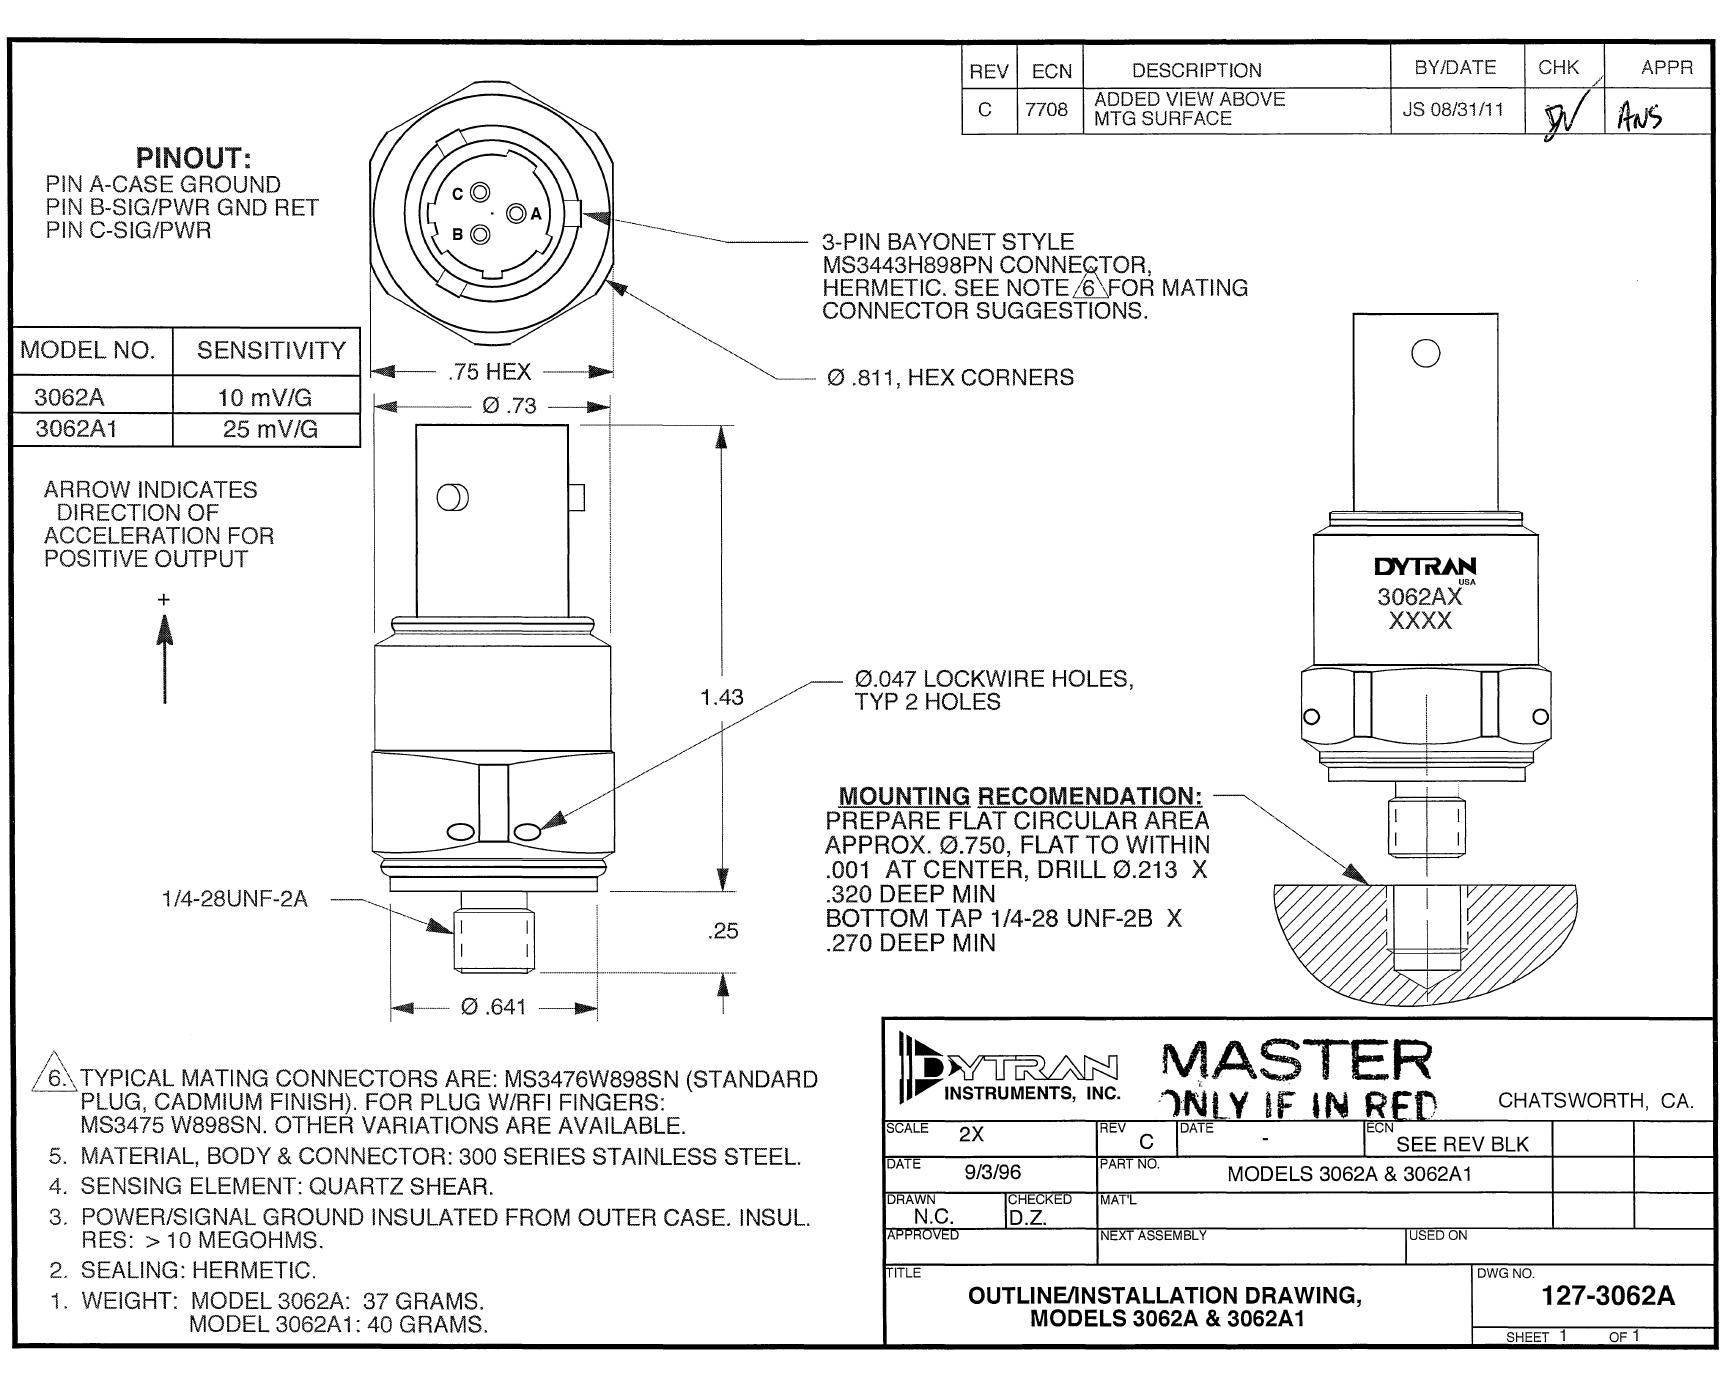 REV ECN DESCRIPTION BY/DATE CHK APPR
C 7708 ADDED VIEW ABOVE
MTG SURFACE JS 08/31/11 DV ANS
PINOUT:
PIN A-CASE GROUND
PIN B-SIG/PWR GND RET
PIN C-SIG/PWR
C
A
B
3-PIN BAYONET STYLE
MS3443H898PN CONNECTOR,
HERMETIC. SEE NOTE 6 FOR MATING
CONNECTOR SUGGESTIONS.
.75 HEX
Ø .811, HEX CORNERS
Ø .73
MODEL NO. SENSITIVITY
3062A 10 mV/G
3062A1 25 mV/G
ARROW INDICATES
DIRECTION OF
ACCELERATION FOR
POSITIVE OUTPUT
+
DYTRAN
USA
3062AX
XXXX
Ø.047 LOCKWIRE HOLES,
TYP 2 HOLES
1.43
MOUNTING RECOMENDATION:
PREPARE FLAT CIRCULAR AREA
APPROX. Ø.750, FLAT TO WITHIN
.001 AT CENTER, DRILL Ø.213 X
.320 DEEP MIN
BOTTOM TAP 1/4-28 UNF-2B X
.270 DEEP MIN
1/4-28UNF-2A
.25
Ø .641
6. TYPICAL MATING CONNECTORS ARE: MS3476W898SN (STANDARD
PLUG, CADMIUM FINISH). FOR PLUG W/RFI FINGERS:
MS3475 W898SN. OTHER VARIATIONS ARE AVAILABLE.
5. MATERIAL, BODY & CONNECTOR: 300 SERIES STAINLESS STEEL.
4. SENSING ELEMENT: QUARTZ SHEAR.
3. POWER/SIGNAL GROUND INSULATED FROM OUTER CASE. INSUL.
RES: > 10 MEGOHMS.
2. SEALING: HERMETIC.
1. WEIGHT: MODEL 3062A: 37 GRAMS.
MODEL 3062A1: 40 GRAMS.
DYTRAN
INSTRUMENTS, INC.
MASTER
ONLY IF IN RED
CHATSWORTH, CA.
SCALE 2X REV C DATE - ECN SEE REV BLK
DATE 9/3/96 PART NO. MODELS 3062A & 3062A1
DRAWN N.C. CHECKED D.Z. MAT'L
APPROVED NEXT ASSEMBLY USED ON
TITLE
OUTLINE/INSTALLATION DRAWING,
MODELS 3062A & 3062A1
DWG NO.
127-3062A
SHEET 1 OF 1